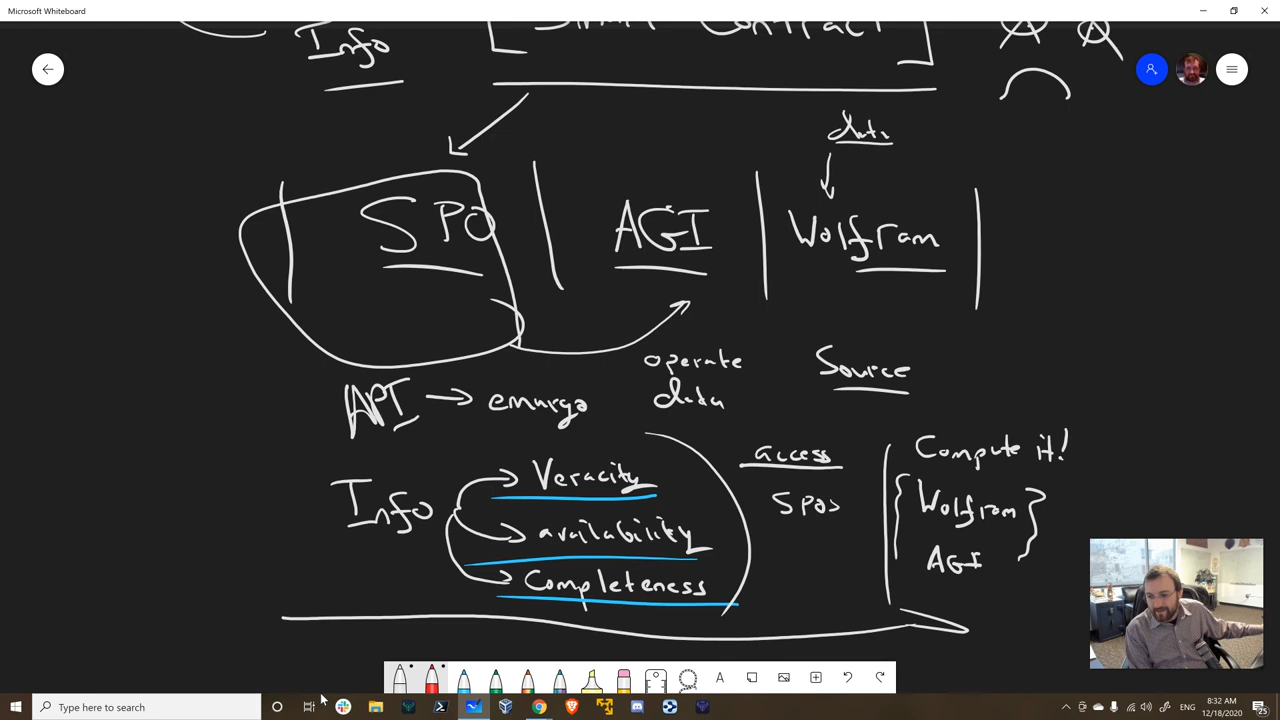 Microsoft Whiteboard
Info [Smart Contract]
data
SPO | AGI | Wolfram |
operate
data
Source
API → emurgo
Info
Veracity
availability
Completeness
access
SPOs
Compute it!
{Wolfram
AGI}
A
Type here to search
ENG
8:32 AM
12/18/2020
25